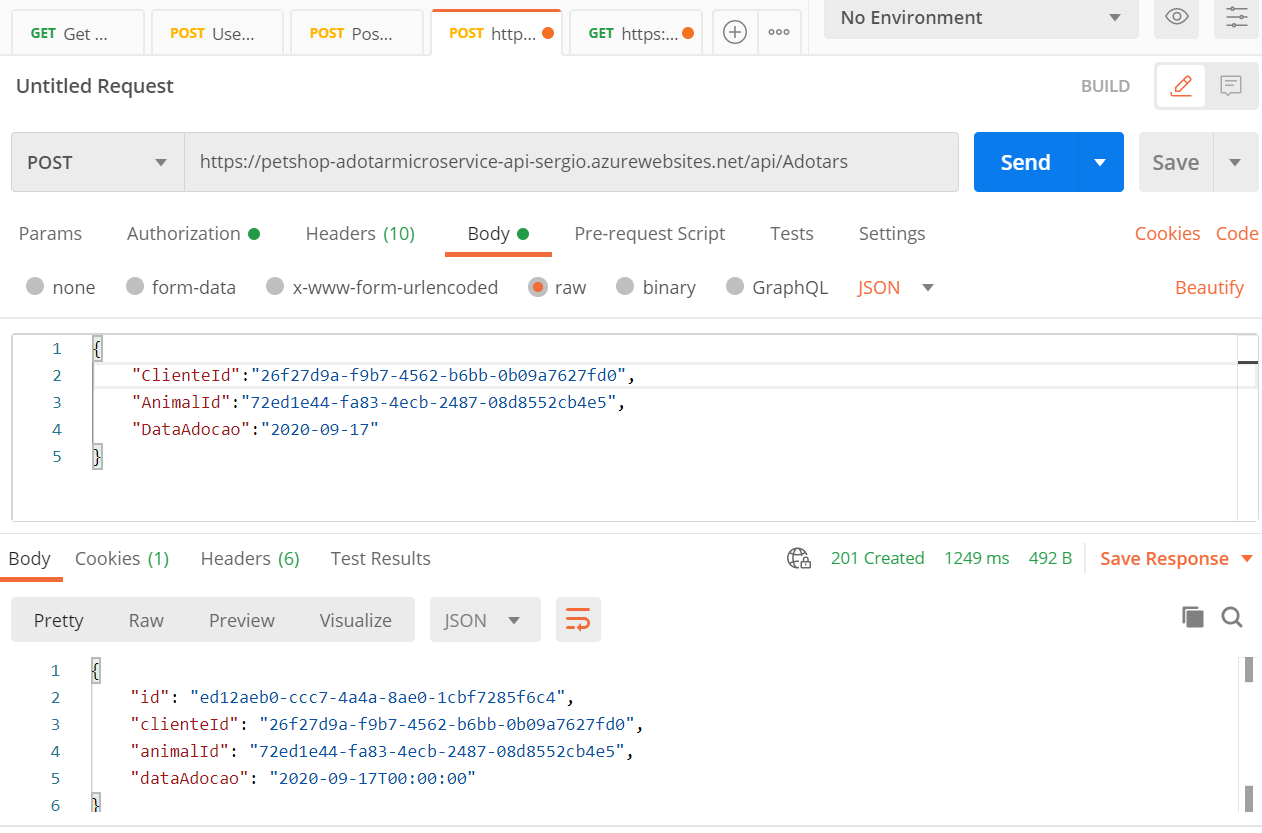 GET Get ... POST Use... POST Pos... POST http... GET https:... No Environment
Untitled Request BUILD
POST https://petshop-adotarmicroservice-api-sergio.azurewebsites.net/api/Adotars Send Save
Params Authorization Headers (10) Body Pre-request Script Tests Settings Cookies Code
none form-data x-www-form-urlencoded raw binary GraphQL JSON Beautify
1 {
2 "ClienteId":"26f27d9a-f9b7-4562-b6bb-0b09a7627fd0",
3 "AnimalId":"72ed1e44-fa83-4ecb-2487-08d8552cb4e5",
4 "DataAdocao":"2020-09-17"
5 }
Body Cookies (1) Headers (6) Test Results 201 Created 1249 ms 492 B Save Response
Pretty Raw Preview Visualize JSON
1 {
2 "id": "ed12aeb0-ccc7-4a4a-8ae0-1cbf7285f6c4",
3 "clienteId": "26f27d9a-f9b7-4562-b6bb-0b09a7627fd0",
4 "animalId": "72ed1e44-fa83-4ecb-2487-08d8552cb4e5",
5 "dataAdocao": "2020-09-17T00:00:00"
6 }